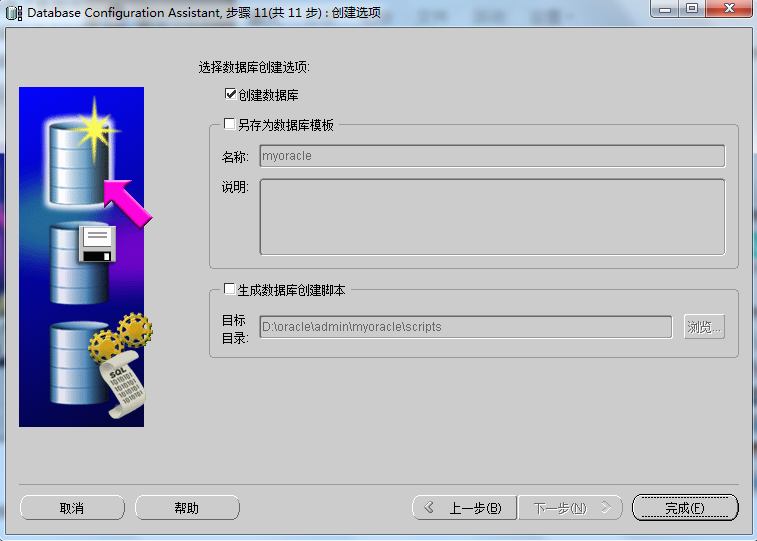 Database Configuration Assistant, 步骤 11(共 11 步) : 创建选项
选择数据库创建选项:
创建数据库
另存为数据库模板
名称: myoracle
说明:
生成数据库创建脚本
目标
目录: D:\oracle\admin\myoracle\scripts 浏览...
SQL
取消 帮助 上一步(B) 下一步(N) 完成(F)